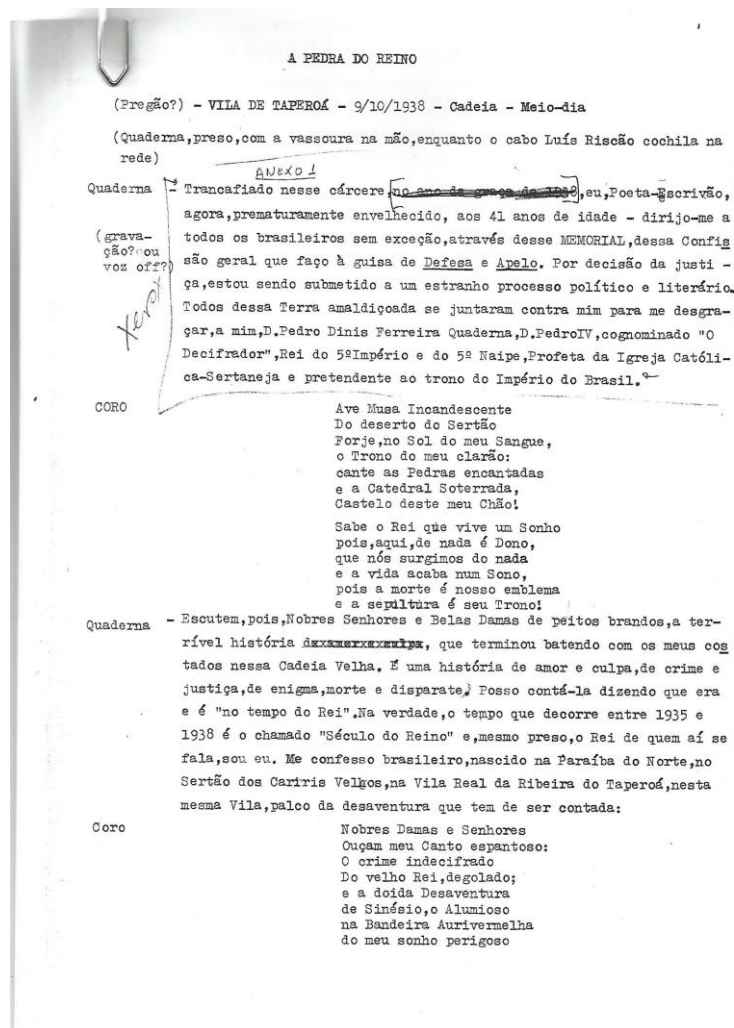 A PEDRA DO REINO
(Pregão?) - VILA DE TAPEROÁ - 9/10/1938 - Cadeia - Meio-dia
(Quaderna,preso,com a vassoura na mão,enquanto o cabo Luís Riscão cochila na
rede)
ANEXO 1
Quaderna - Trancafiado nesse cárcere,no ano da graça de 1938,eu,Poeta-Escrivão,
agora,prematuramente envelhecido, aos 41 anos de idade - dirijo-me a
(grava- todos os brasileiros sem exceção,através desse MEMORIAL,dessa Confis
ção? ou são geral que faço à guisa de Defesa e Apelo. Por decisão da justi -
voz off?) ça,estou sendo submetido a um estranho processo político e literário.
Todos dessa Terra amaldiçoada se juntaram contra mim para me desgra-
Xerox
çar,a mim,D.Pedro Dinis Ferreira Quaderna,D.PedroIV,cognominado "O
Decifrador",Rei do 5ºImpério e do 5º Naipe,Profeta da Igreja Católi-
ca-Sertaneja e pretendente ao trono do Império do Brasil.
CORO
Ave Musa Incandescente
Do deserto do Sertão
Forje,no Sol do meu Sangue,
o Trono do meu clarão:
cante as Pedras encantadas
e a Catedral Soterrada,
Castelo deste meu Chão!
Sabe o Rei que vive um Sonho
pois,aqui,de nada é Dono,
que nós surgimos do nada
e a vida acaba num Sono,
pois a morte é nosso emblema
e a sepultura é seu Trono!
Quaderna - Escutem,pois,Nobres Senhores e Belas Damas de peitos brandos,a ter-
rível história , que terminou batendo com os meus cos
tados nessa Cadeia Velha. É uma história de amor e culpa,de crime e
justiça,de enigma,morte e disparate. Posso contá-la dizendo que era
e é "no tempo do Rei".Na verdade,o tempo que decorre entre 1935 e
1938 é o chamado "Século do Reino" e,mesmo preso,o Rei de quem aí se
fala,sou eu. Me confesso brasileiro,nascido na Paraíba do Norte,no
Sertão dos Cariris Velhos,na Vila Real da Ribeira do Taperoá,nesta
mesma Vila,palco da desaventura que tem de ser contada:
Coro
Nobres Damas e Senhores
Ouçam meu Canto espantoso:
O crime indecifrado
Do velho Rei,degolado;
e a doida Desaventura
de Sinésio,o Alumioso
na Bandeira Aurivermelha
do meu sonho perigoso